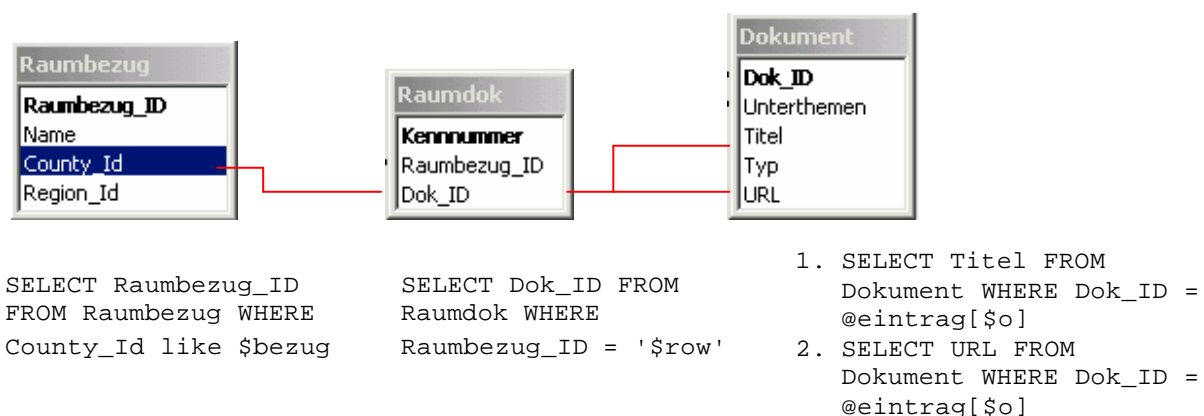 Raumbezug
Raumbezug_ID
Name
County_Id
Region_Id
Raumdok
Kennnummer
Raumbezug_ID
Dok_ID
Dokument
Dok_ID
Unterthemen
Titel
Typ
URL
SELECT Raumbezug_ID
FROM Raumbezug WHERE
County_Id like $bezug
SELECT Dok_ID FROM
Raumdok WHERE
Raumbezug_ID = '$row'
1. SELECT Titel FROM
Dokument WHERE Dok_ID =
@eintrag[$o]
2. SELECT URL FROM
Dokument WHERE Dok_ID =
@eintrag[$o]